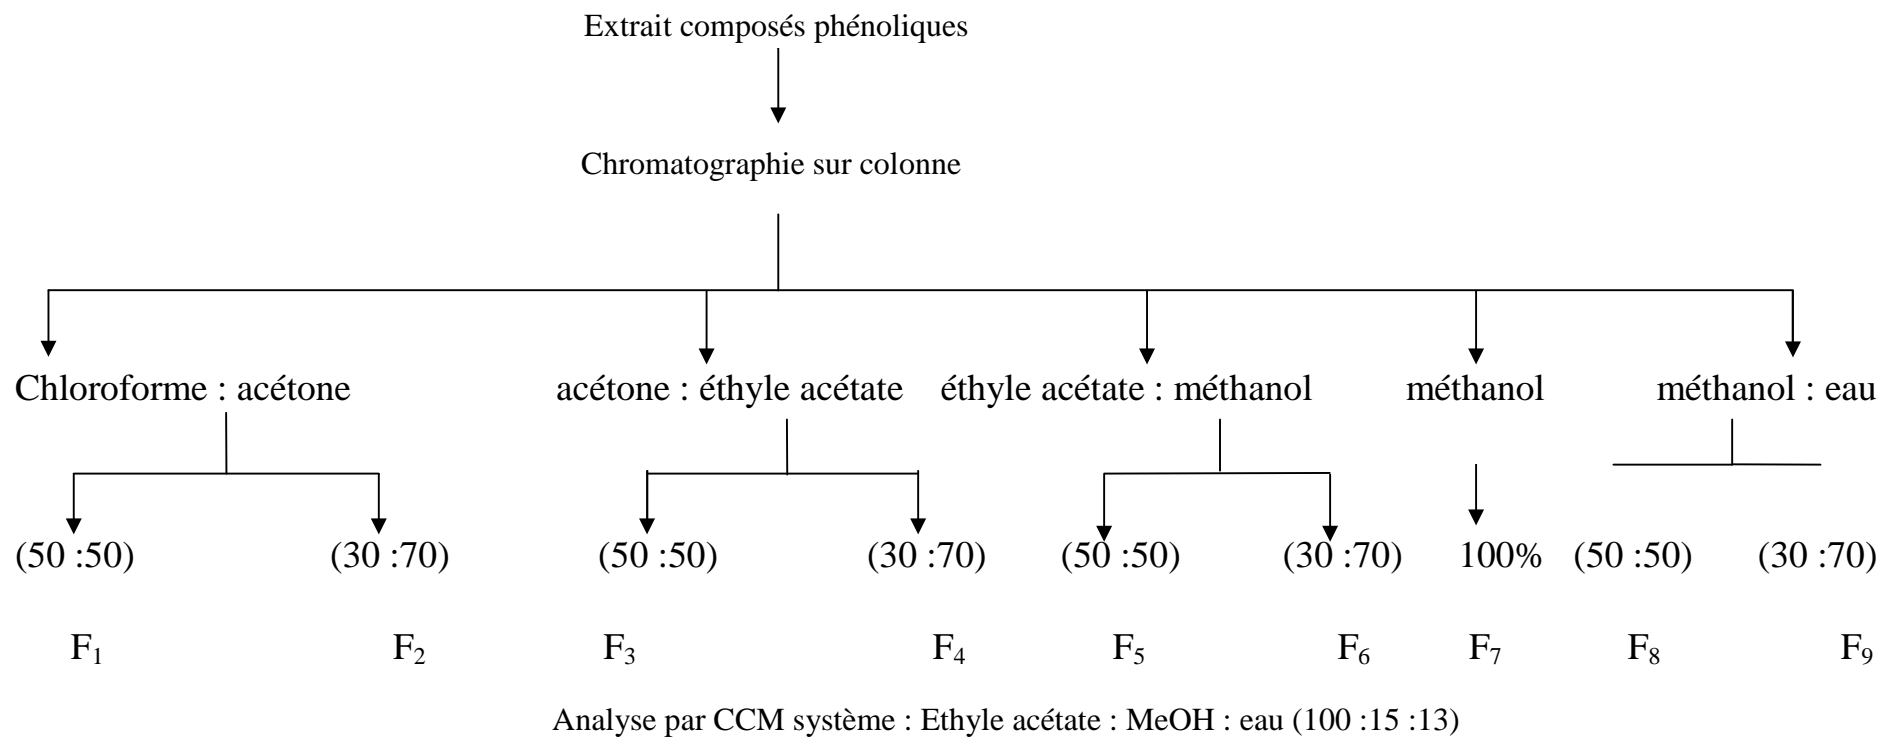 Extrait composés phénoliques
Chromatographie sur colonne
Chloroforme : acétone acétone : éthyle acétate éthyle acétate : méthanol méthanol méthanol : eau
(50 :50) (30 :70) (50 :50) (30 :70) (50 :50) (30 :70) 100% (50 :50) (30 :70)
F₁ F₂ F₃ F₄ F₅ F₆ F₇ F₈ F₉
Analyse par CCM système : Ethyle acétate : MeOH : eau (100 :15 :13)